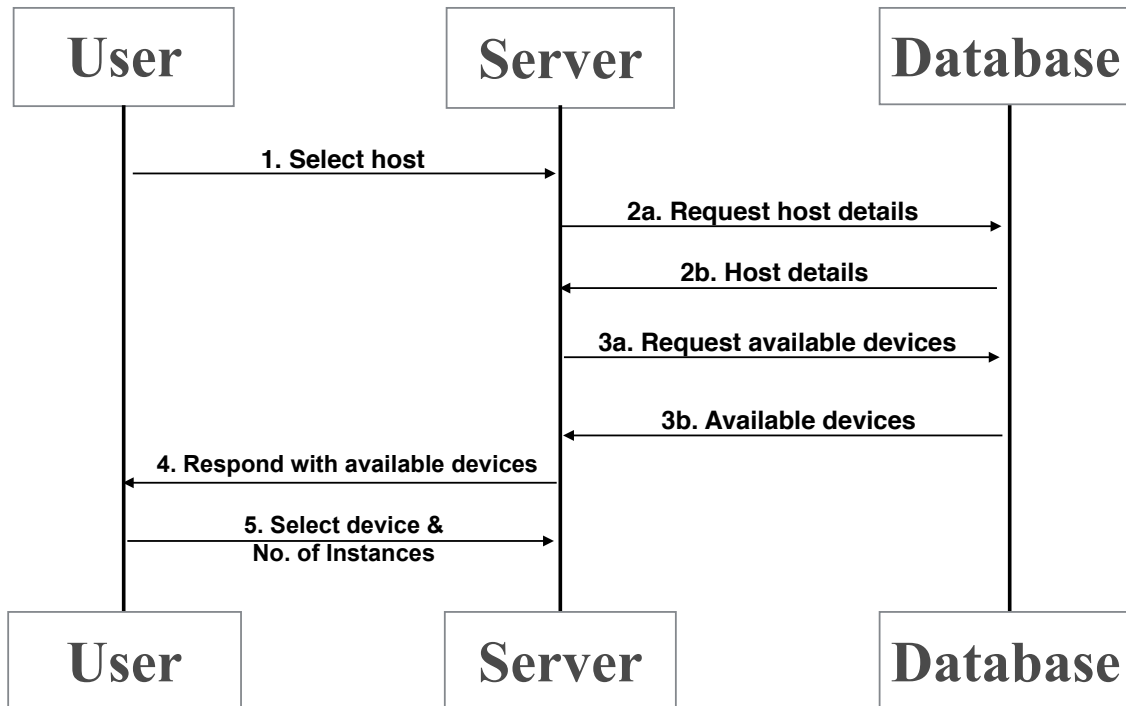 User
Server
Database
1. Select host
2a. Request host details
2b. Host details
3a. Request available devices
3b. Available devices
4. Respond with available devices
5. Select device &
No. of Instances
User
Server
Database